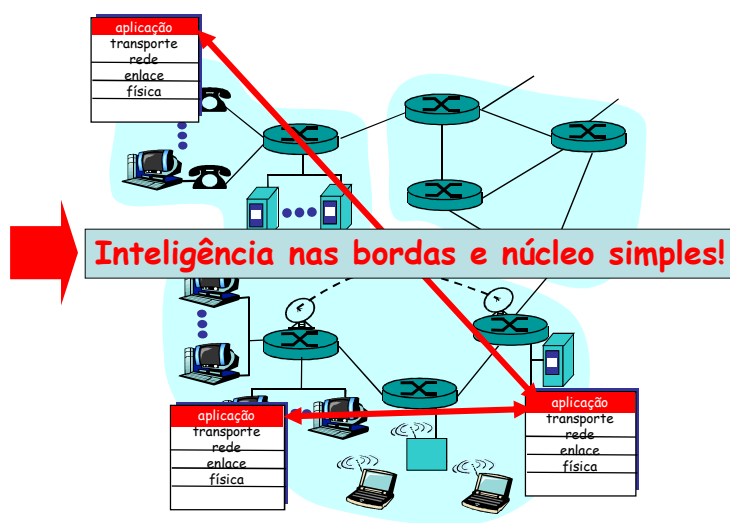 aplicação
transporte
rede
enlace
física
Inteligência nas bordas e núcleo simples!
aplicação
transporte
rede
enlace
física
aplicação
transporte
rede
enlace
física